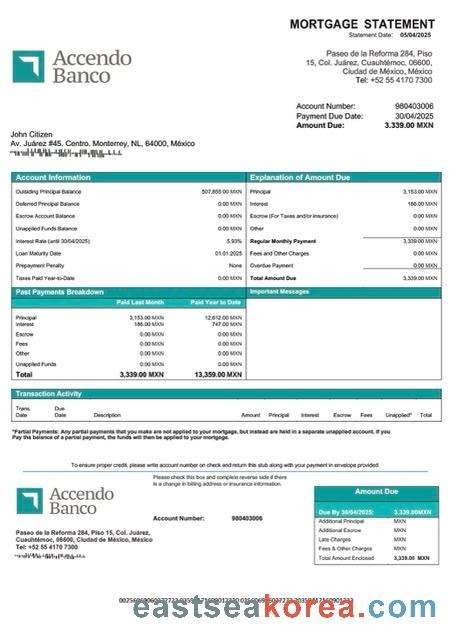 MORTGAGE STATEMENT
Statement Date: 05/04/2025
Accendo
Banco
Paseo de la Reforma 284, Piso
15, Col. Juárez, Cuauhtémoc, 06600,
Ciudad de México, México
Tel: +52 55 4170 7300
Account Number: 980403006
Payment Due Date: 30/04/2025
Amount Due: 3.339.00 MXN
John Citizen
Av. Juárez #45. Centro. Monterrey, NL, 64000, México
Account Information
Outsiding Principal Balance 507,855.00 MXN
Deferred Principal Balance 0.00 MXN
Escrow Account Balance 0.00 MXN
Unapplied Funds Balance 0.00 MXN
Interest Rate (until 30/04/2025) 5.93%
Loan Maturity Date 01.01.2025
Prepayment Penalty None
Taxes Paid Year-to-Date 0.00 MXN
Explanation of Amount Due
Principal 3,153.00 MXN
Interest 186.00 MXN
Escrow (For Taxes and/or insurance) 0.00 MXN
Other 0.00 MXN
Regular Monthly Payment 3,339.00 MXN
Fees and Other Charges 0.00 MXN
Overdue Payment 0.00 MXN
Total Amount Due 3,339.00 MXN
Past Payments Breakdown
Paid Last Month Paid Year to Date
Principal 3,153.00 MXN 12,612.00 MXN
Interest 186.00 MXN 747.00 MXN
Escrow 0.00 MXN 0.00 MXN
Fees 0.00 MXN 0.00 MXN
Other 0.00 MXN 0.00 MXN
Unapplied Funds 0.00 MXN 0.00 MXN
Total 3,339.00 MXN 13,359.00 MXN
Important Messages
Transaction Activity
Trans. Date Due Date Description Amount Principal Interest Escrow Fees Unapplied* Total
*Partial Payments: Any partial payments that you make are not applied to your mortgage, but instead are held in a separate unapplied account. If you
Pay the balance of a partial payment, the funds will then be applied to your mortgage.
To ensure proper credit, please write account number on check and return this stub along with your payment in envelope provided.
Please check this box and complete reverse side if there
is a change in billing address or insurance information.
Accendo
Banco
Account Number: 980403006
Paseo de la Reforma 284, Piso 15, Col. Juárez,
Cuauhtémoc, 06600, Ciudad de México, México
Tel: +52 55 4170 7300
Amount Due
Due By 30/04/2025: 3,339.00MXN
Additional Principal MXN
Additional Escrow MXN
Late Charges MXN
Fees & Other Charges MXN
Total Amount Enclosed 3,339.00 MXN
eastseakorea.com